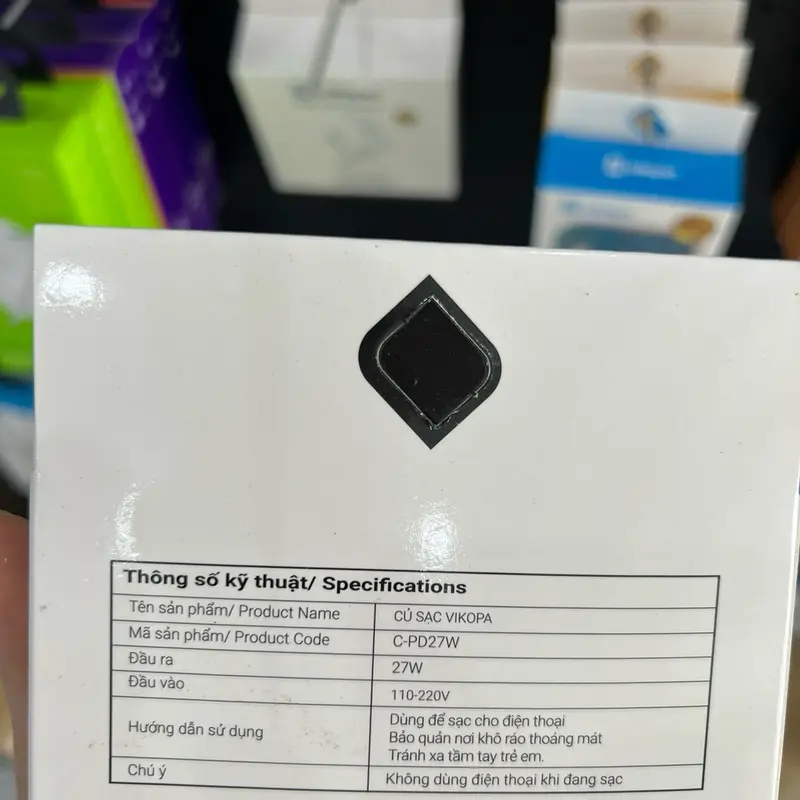 Thông số kỹ thuật/ Specifications
Tên sản phẩm/ Product Name CỦ SẠC VIKOPA
Mã sản phẩm/ Product Code C-PD27W
Đầu ra 27W
Đầu vào 110-220V
Hướng dẫn sử dụng Dùng để sạc cho điện thoại
Bảo quản nơi khô ráo thoáng mát
Tránh xa tầm tay trẻ em.
Chú ý Không dùng điện thoại khi đang sạc